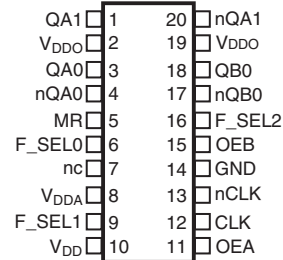 QA1 1 20 nQA1
VDDO 2 19 VDDO
QA0 3 18 QB0
nQA0 4 17 nQB0
MR 5 16 F_SEL2
F_SEL0 6 15 OEB
nc 7 14 GND
VDDA 8 13 nCLK
F_SEL1 9 12 CLK
VDD 10 11 OEA